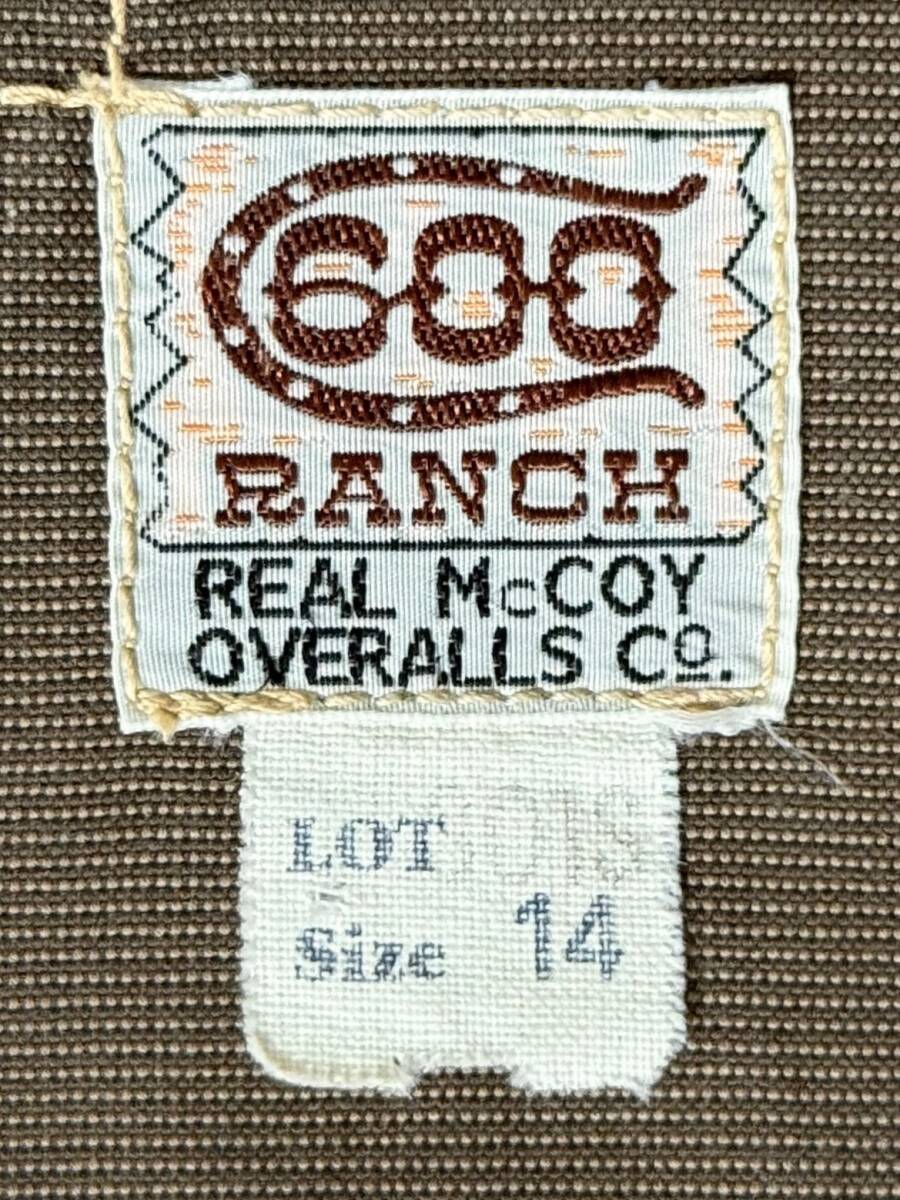 600
RANCH
REAL McCOY
OVERALLS Co.
LOT
Size 14